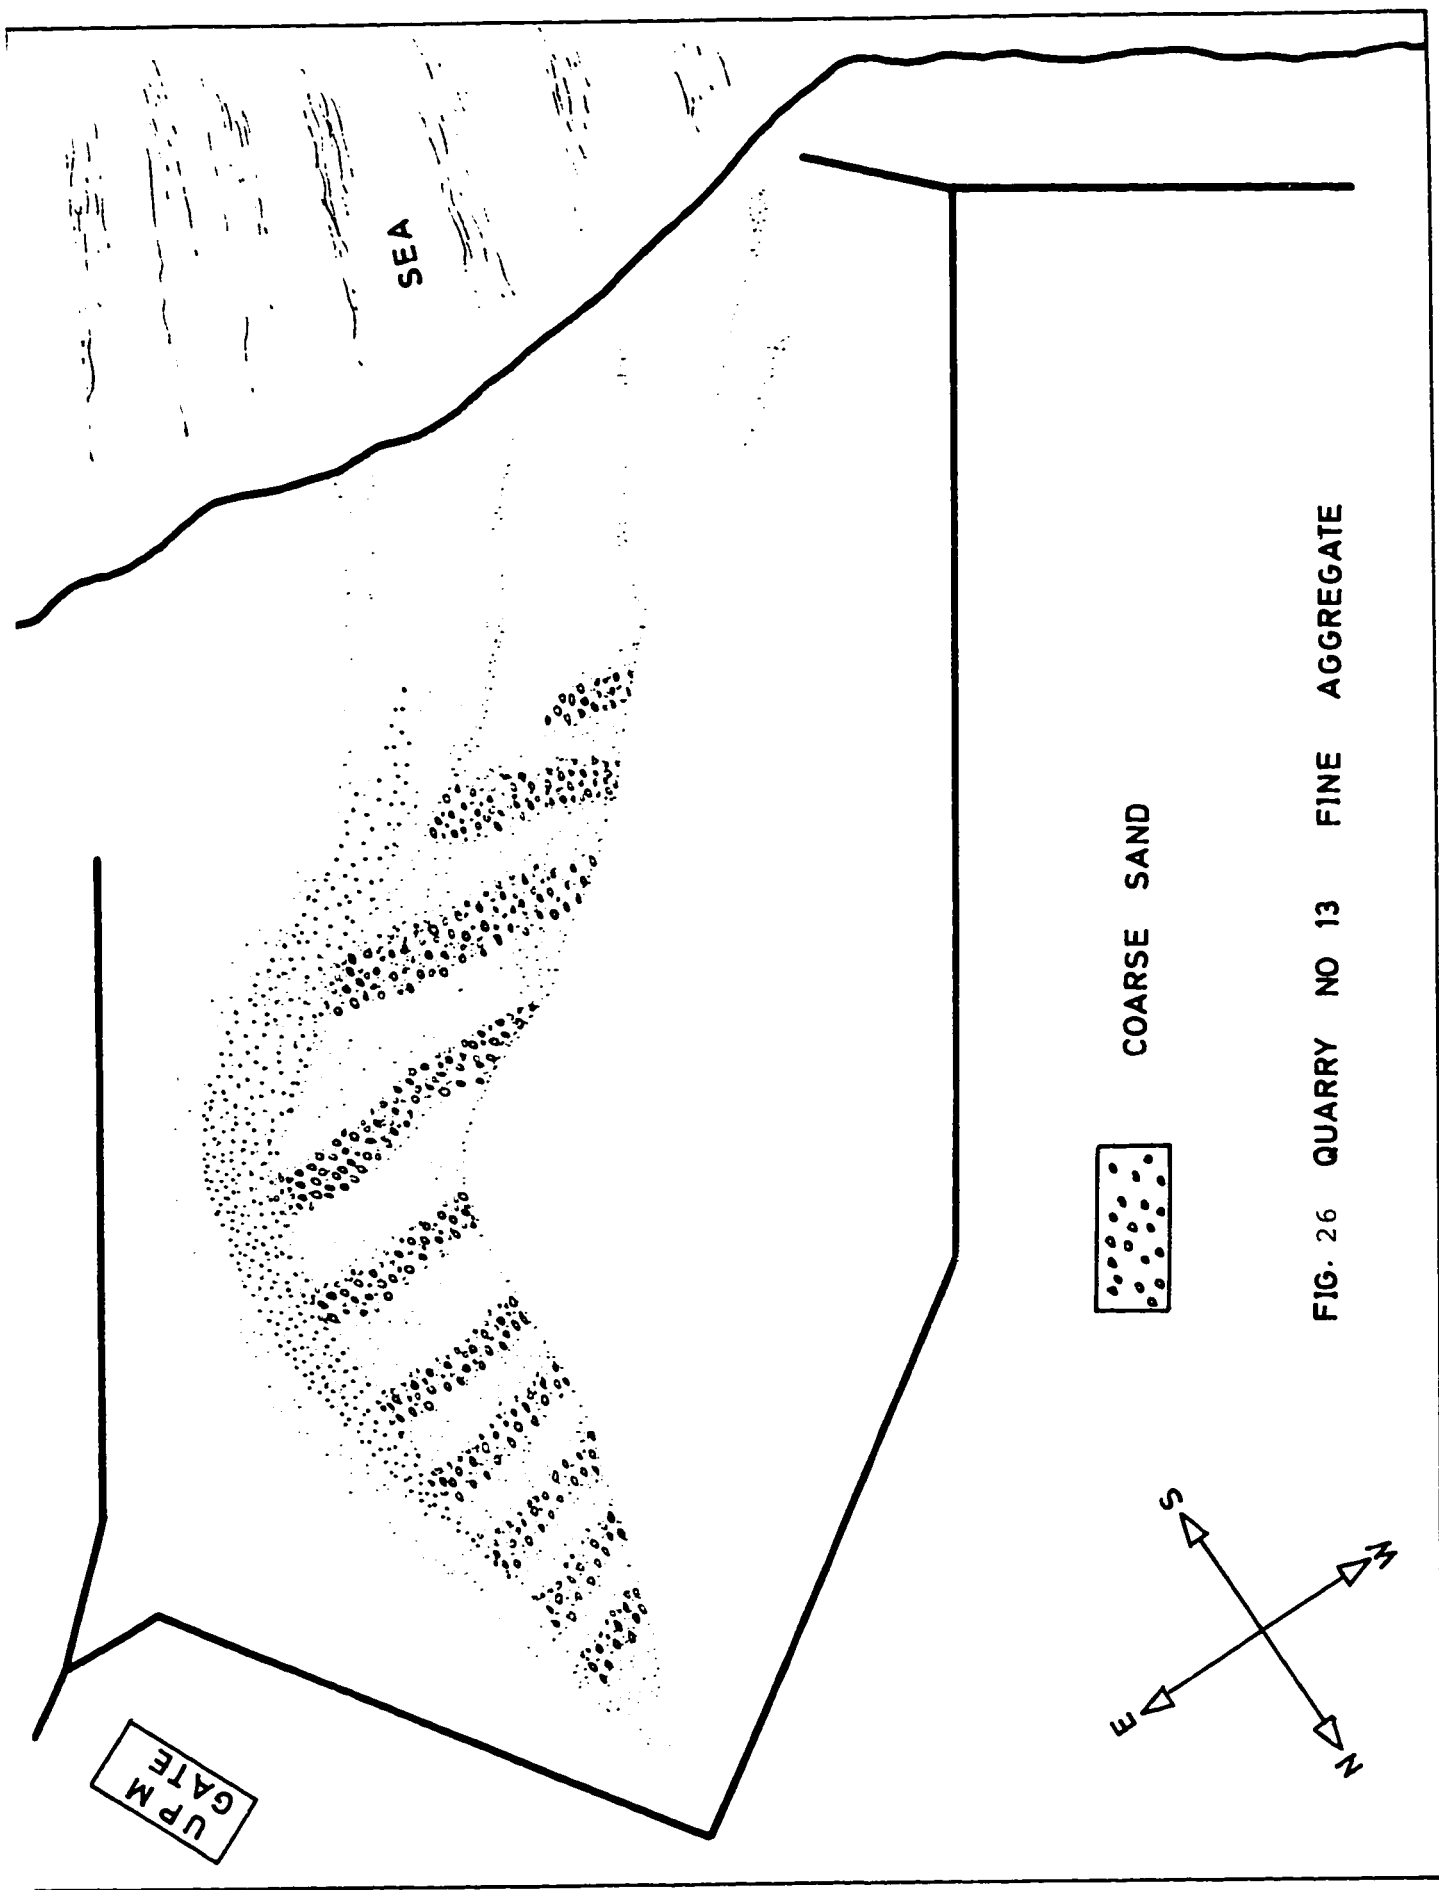 SEA
UPM
GATE
COARSE SAND
E
S
N
W
FIG. 26 QUARRY NO 13 FINE AGGREGATE